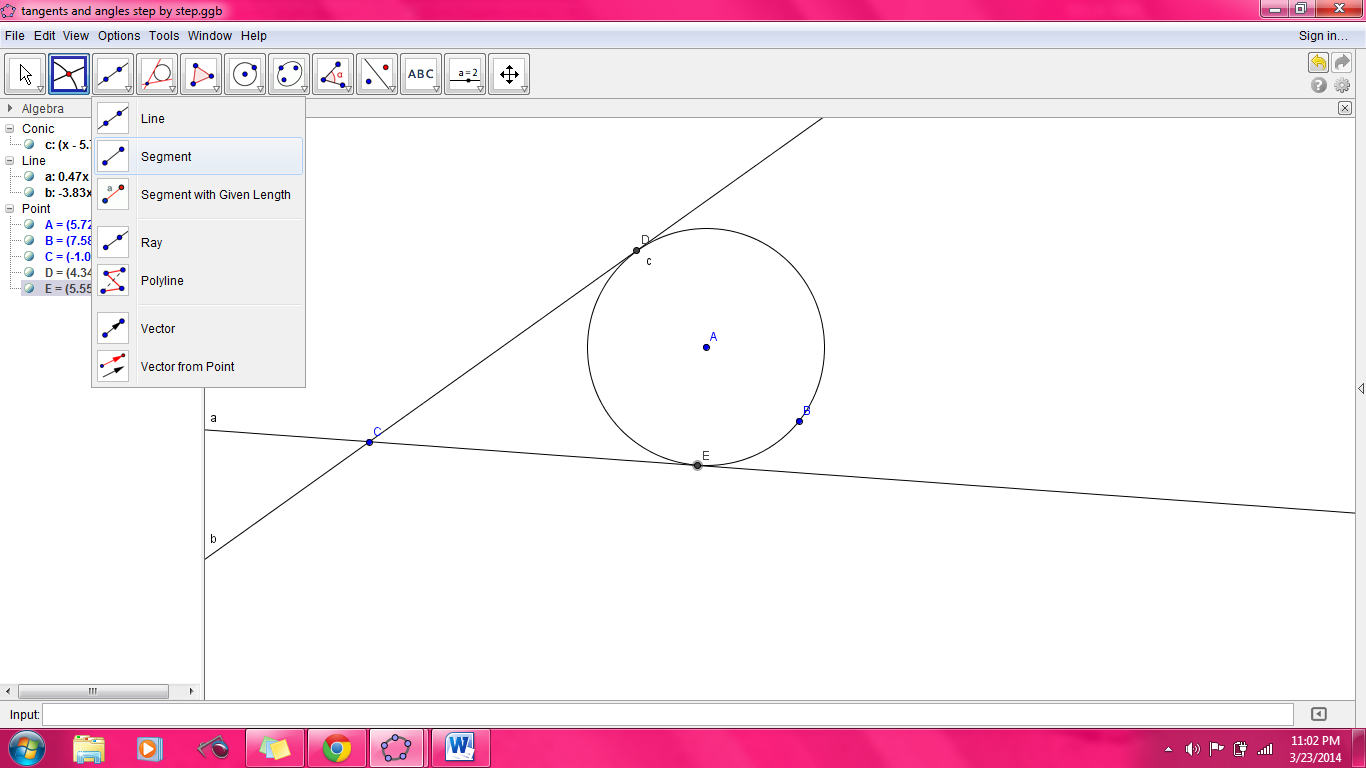 tangents and angles step by step.ggb
File Edit View Options Tools Window Help Sign in...
α ABC a=2
Algebra
Conic
c: (x - 5.
Line
a: 0.47x
b: -3.83x
Point
A = (5.72
B = (7.58
C = (-1.0
D = (4.34
E = (5.55
Line
Segment
a
Segment with Given Length
Ray
Polyline
Vector
Vector from Point
D
c
A
B
a
C
E
b
Input:
11:02 PM
3/23/2014